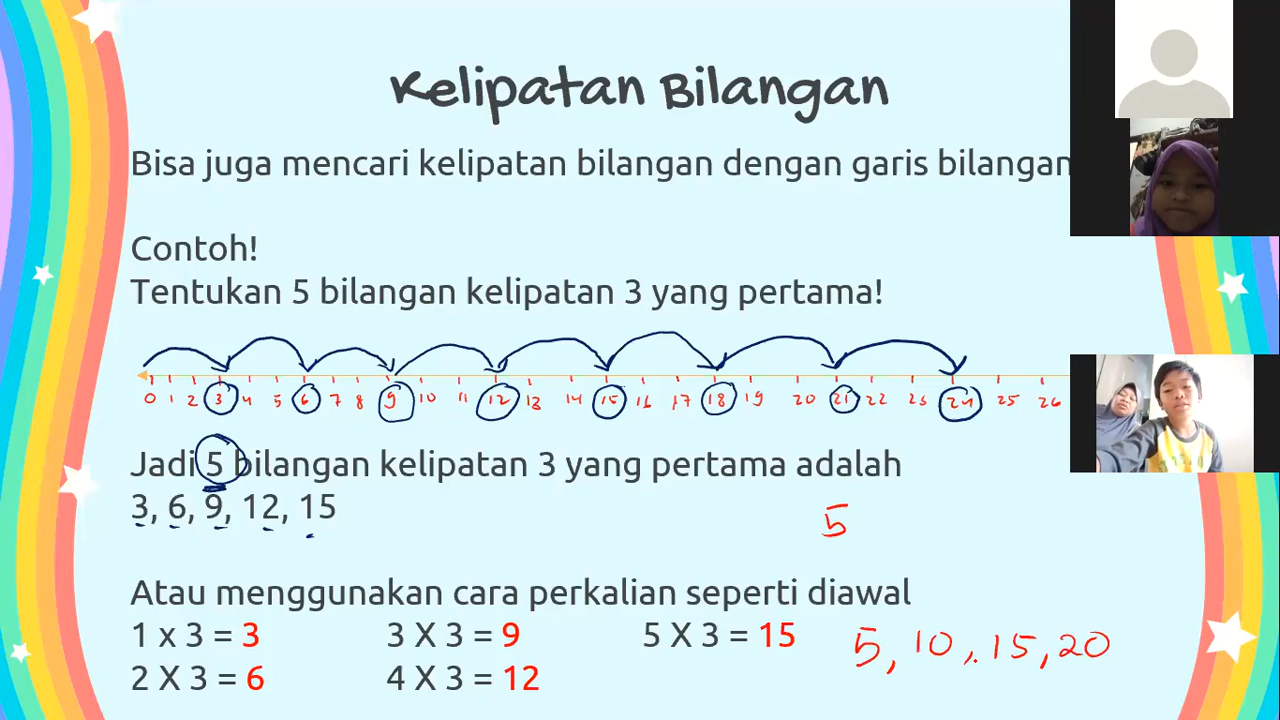 Kelipatan Bilangan
Bisa juga mencari kelipatan bilangan dengan garis bilangan
Contoh!
Tentukan 5 bilangan kelipatan 3 yang pertama!
0 1 2 3 4 5 6 7 8 9 10 11 12 13 14 15 16 17 18 19 20 21 22 23 24 25 26
Jadi 5 bilangan kelipatan 3 yang pertama adalah
3, 6, 9, 12, 15
5
Atau menggunakan cara perkalian seperti diawal
1 x 3 = 3 3 X 3 = 9 5 X 3 = 15
5, 10, 15, 20
2 X 3 = 6 4 X 3 = 12